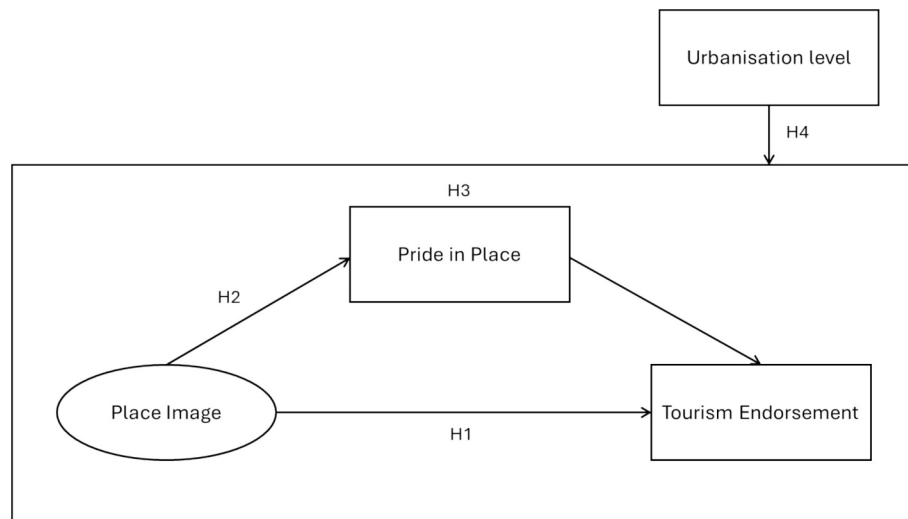 Urbanisation level
H4
H3
Pride in Place
H2
Place Image
Tourism Endorsement
H1